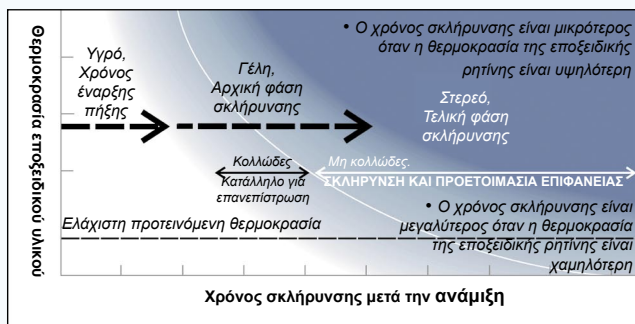 Θερμοκρασία εποξειδικού υλικού
Υγρό,
Χρόνος
έναρξης
πήξης
Γέλη,
Αρχική φάση
σκλήρυνσης
• Ο χρόνος σκλήρυνσης είναι μικρότερος
όταν η θερμοκρασία της εποξειδικής
ρητίνης είναι υψηλότερη
Στερεό,
Τελική φάση
σκλήρυνσης
Κολλώδες
Κατάλληλο για
επανεπίστρωση
Μη κολλώδες.
ΣΚΛΗΡΥΝΣΗ ΚΑΙ ΠΡΟΕΤΟΙΜΑΣΙΑ ΕΠΙΦΑΝΕΙΑΣ
Ελάχιστη προτεινόμενη θερμοκρασία
• Ο χρόνος σκλήρυνσης είναι
μεγαλύτερος όταν η θερμοκρασία
της εποξειδικής ρητίνης είναι
χαμηλότερη
Χρόνος σκλήρυνσης μετά την ανάμιξη